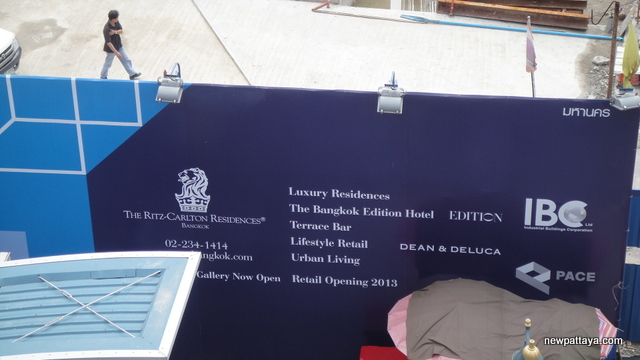 มหานคร
THE RITZ-CARLTON RESIDENCES®
BANGKOK
02-234-1414
ngkok.com
Gallery Now Open
Luxury Residences
The Bangkok Edition Hotel
Terrace Bar
Lifestyle Retail
Urban Living
Retail Opening 2013
EDITION
DEAN & DELUCA
IBC Ltd
Industrial Buildings Corporation
PACE
newpattaya.com